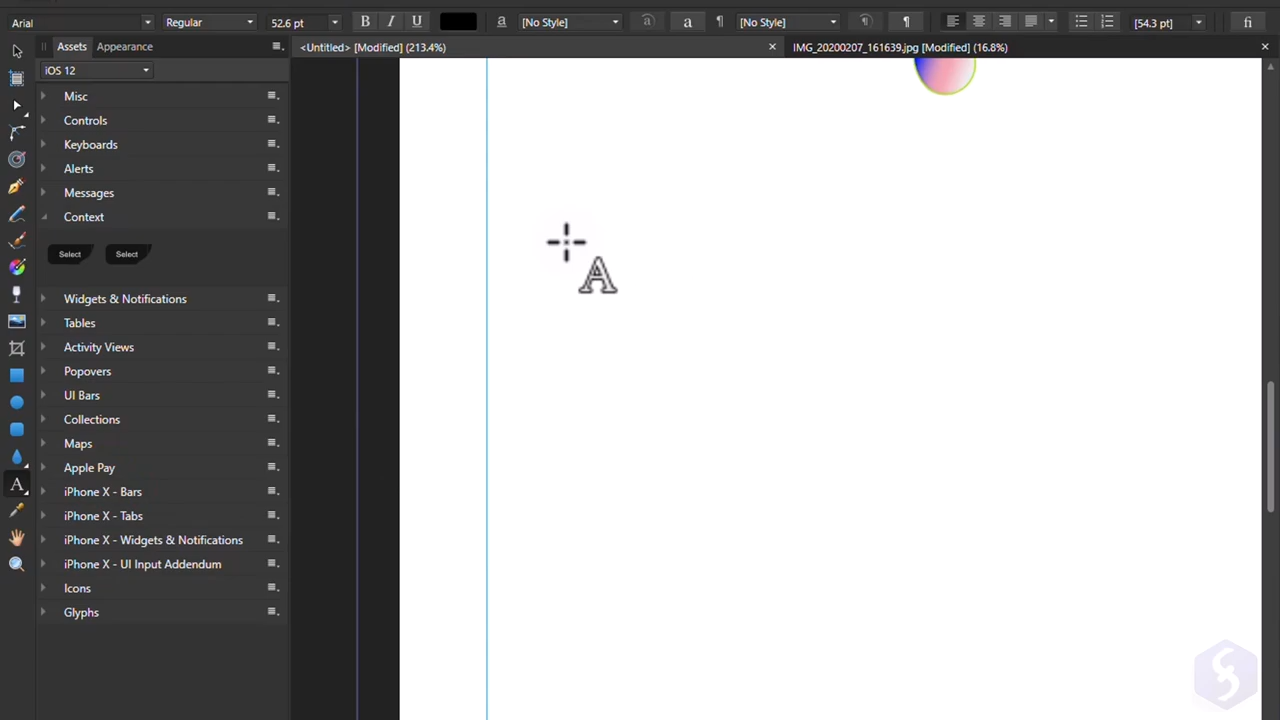 Arial Regular 52.6 pt B I U a [No Style] a a ¶ [No Style] ¶ ¶ [54.3 pt] fi
Assets Appearance <Untitled> [Modified] (213.4%) IMG_20200207_161639.jpg [Modified] (16.8%)
iOS 12
Misc
Controls
Keyboards
Alerts
Messages
Context
Select Select
A
Widgets & Notifications
Tables
Activity Views
Popovers
UI Bars
Collections
Maps
Apple Pay
A
iPhone X - Bars
iPhone X - Tabs
iPhone X - Widgets & Notifications
iPhone X - UI Input Addendum
Icons
Glyphs